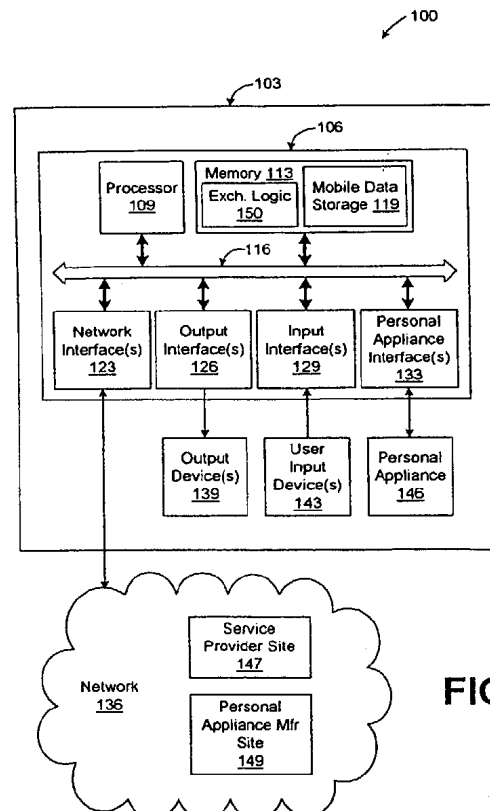 100
103
106
Processor
109
Memory 113
Exch. Logic
150
Mobile Data
Storage 119
116
Network
Interface(s)
123
Output
Interface(s)
126
Input
Interface(s)
129
Personal
Appliance
Interface(s)
133
Output
Device(s)
139
User
Input
Device(s)
143
Personal
Appliance
146
Network
136
Service
Provider Site
147
Personal
Appliance Mfr
Site
149